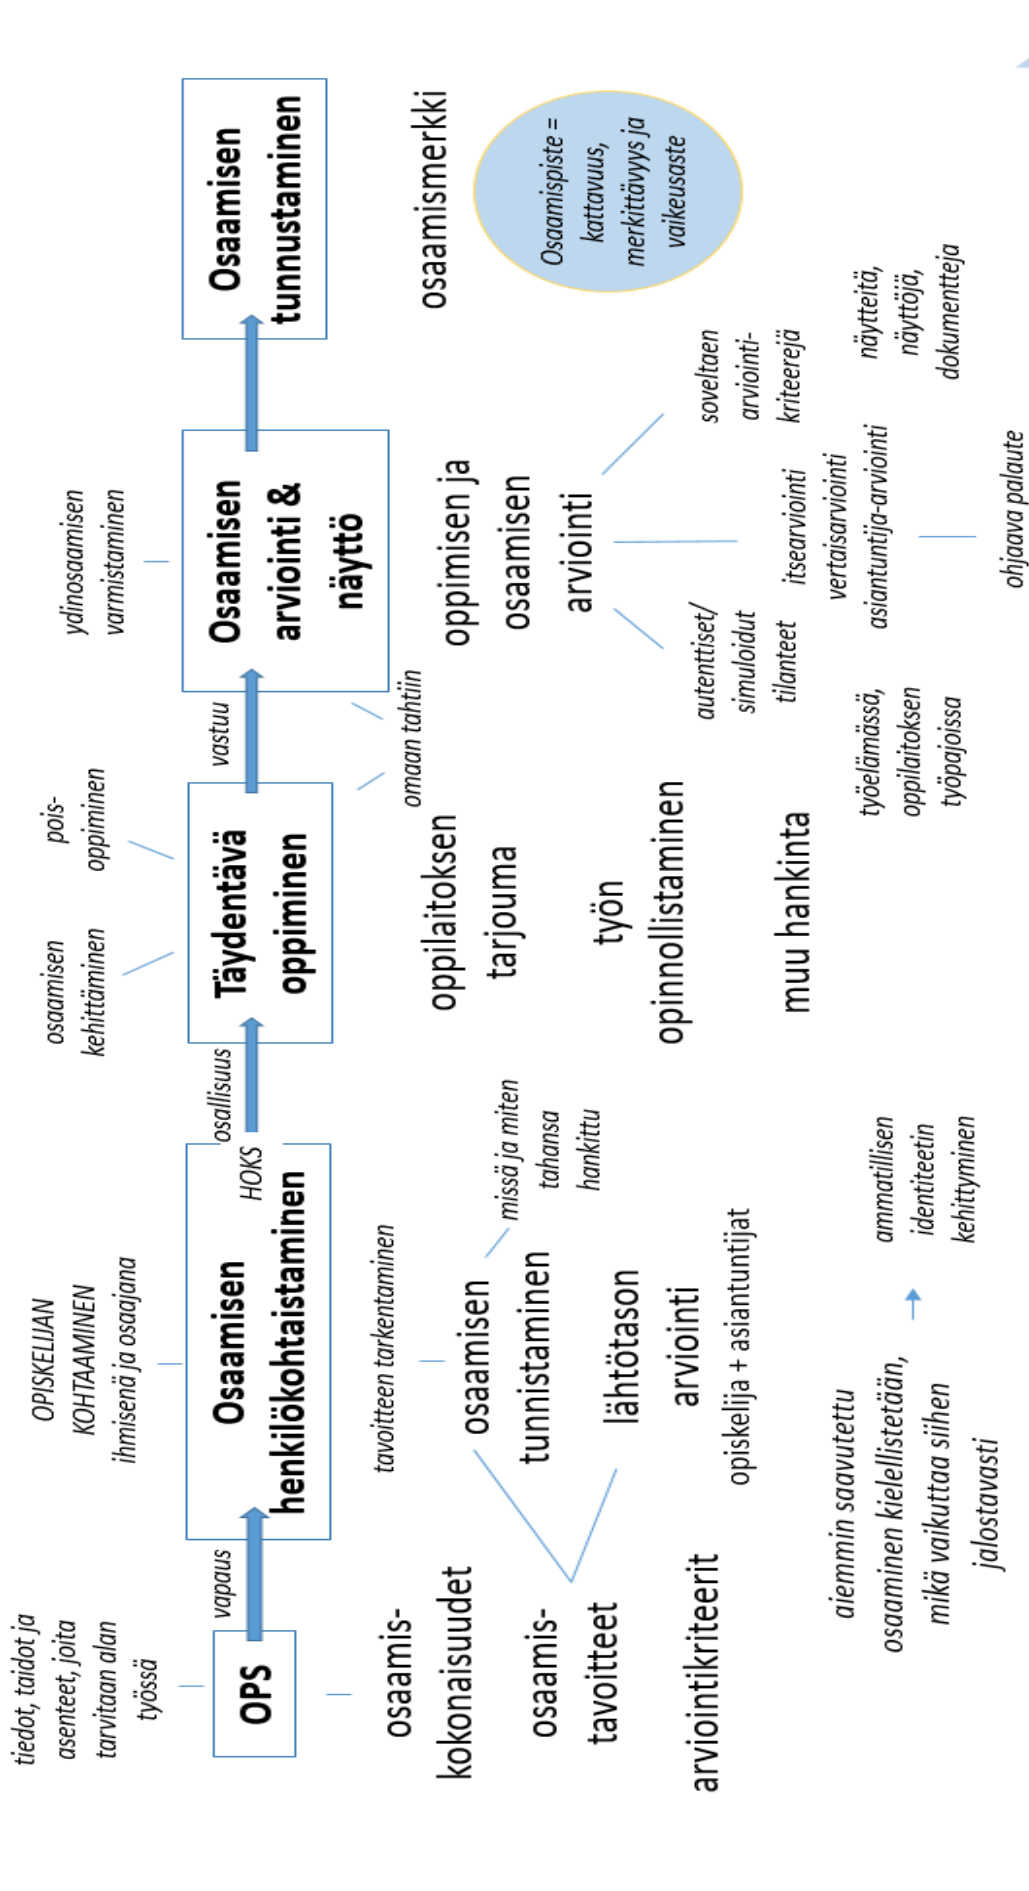 tiedot, taidot ja
asenteet, joita
tarvitaan alan
työssä
OPS
osaamis-
kokonaisuudet
osaamis-
tavoitteet
arviointikriteerit
vapaus
OPISKELIJAN
KOHTAAMINEN
ihmisenä ja osaajana
Osaamisen
henkilökohtaistaminen
HOKS
tavoitteen tarkentaminen
osaamisen
tunnistaminen
missä ja miten
tahansa
hankittu
lähtötason
arviointi
opiskelija + asiantuntijat
aiemmin saavutettu
osaaminen kielellistetään,
mikä vaikuttaa siihen
jalostavasti
ammatillisen
identiteetin
kehittyminen
osallisuus
osaamisen
kehittäminen
pois-
oppiminen
Täydentävä
oppiminen
oppilaitoksen
tarjouma
työn
opinnollistaminen
muu hankinta
vastuu
omaan tahtiin
ydinosaamisen
varmistaminen
Osaamisen
arviointi &
näyttö
oppimisen ja
osaamisen
arviointi
autenttiset/
simuloidut
tilanteet
työelämässä,
oppilaitoksen
työpajoissa
itsearviointi
vertaisarviointi
asiantuntija-arviointi
ohjaava palaute
soveltaen
arviointi-
kriteerejä
näytteitä,
näyttöjä,
dokumentteja
Osaamisen
tunnustaminen
osaamismerkki
Osaamispiste =
kattavuus,
merkittävyys ja
vaikeusaste